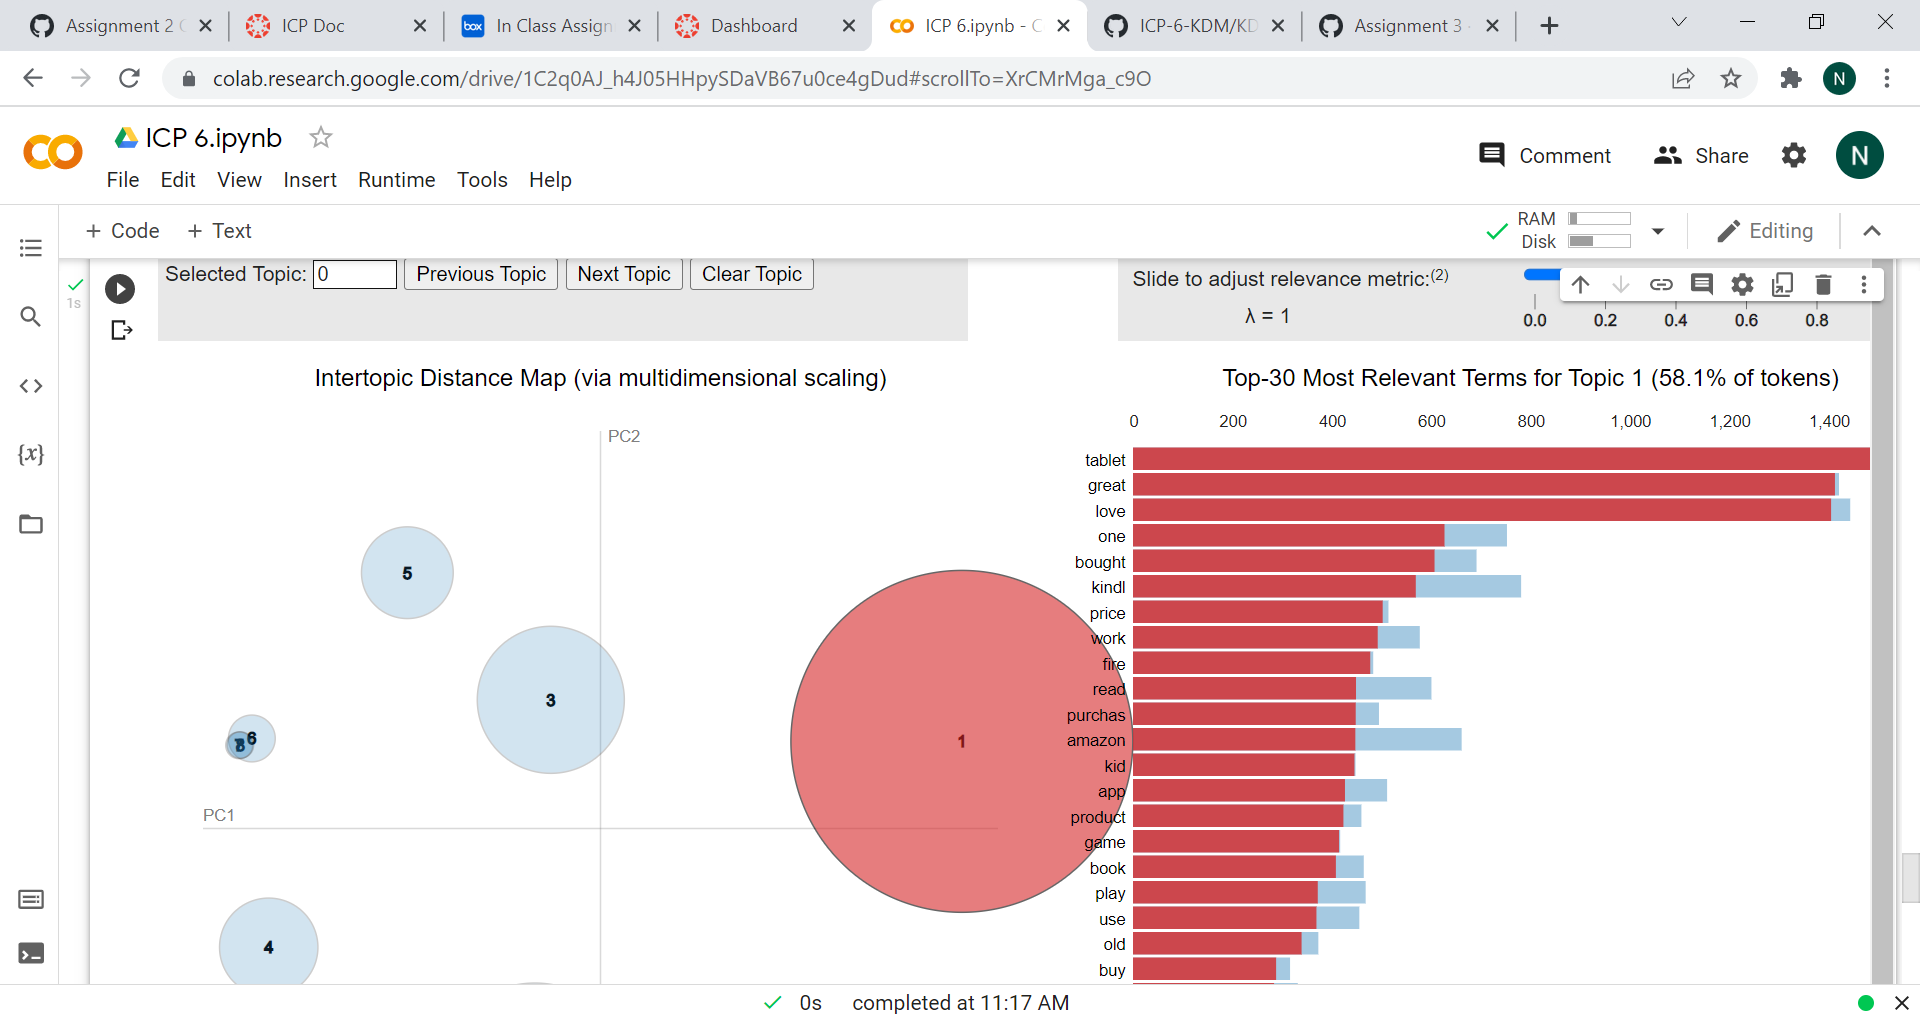 Assignment 2
ICP Doc
In Class Assign
Dashboard
ICP 6.ipynb - C
ICP-6-KDM/KD
Assignment 3 -
colab.research.google.com/drive/1C2q0AJ_h4J05HHpySDaVB67u0ce4gDud#scrollTo=XrCMrMga_c9O
N
ICP 6.ipynb
Comment
Share
N
File Edit View Insert Runtime Tools Help
+ Code + Text
RAM
Disk
Editing
1s
Selected Topic: 0 Previous Topic Next Topic Clear Topic
Slide to adjust relevance metric:(2)
λ = 1
0.0 0.2 0.4 0.6 0.8
Intertopic Distance Map (via multidimensional scaling)
PC2
5
3
6
1
PC1
4
Top-30 Most Relevant Terms for Topic 1 (58.1% of tokens)
0 200 400 600 800 1,000 1,200 1,400
tablet
great
love
one
bought
kindl
price
work
fire
read
purchas
amazon
kid
app
product
game
book
play
use
old
buy
0s completed at 11:17 AM